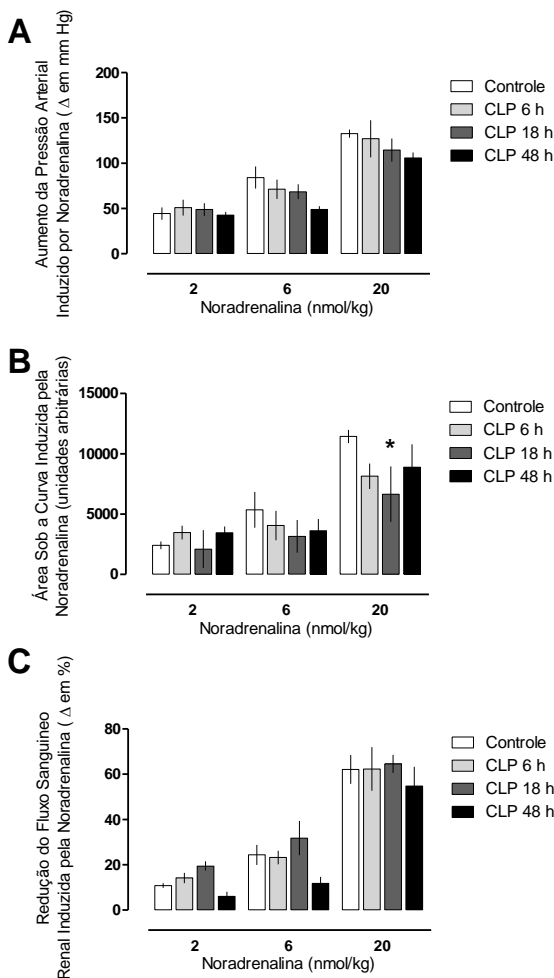 A
Aumento da Pressão Arterial
Induzido por Noradrenalina ( Δ em mm Hg)
200
150
100
50
0
2
6
20
Noradrenalina (nmol/kg)
Controle
CLP 6 h
CLP 18 h
CLP 48 h
B
Área Sob a Curva Induzida pela
Noradrenalina (unidades arbitrárias)
15000
10000
5000
0
*
2
6
20
Noradrenalina (nmol/kg)
Controle
CLP 6 h
CLP 18 h
CLP 48 h
C
Redução do Fluxo Sanguineo
Renal Induzida pela Noradrenalina ( Δ em %)
80
60
40
20
0
2
6
20
Noradrenalina (nmol/kg)
Controle
CLP 6 h
CLP 18 h
CLP 48 h